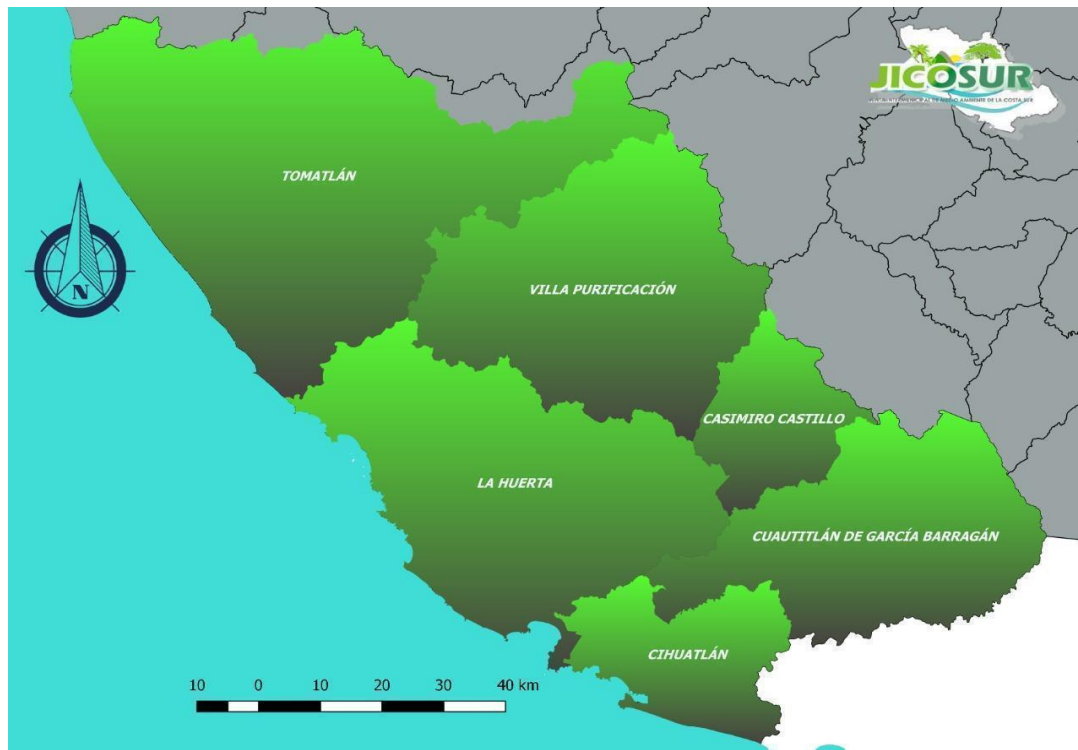 JICOSUR
TOMATLÁN
VILLA PURIFICACIÓN
N
CASIMIRO CASTILLO
LA HUERTA
CUAUTITLÁN DE GARCÍA BARRAGÁN
CIHUATLÁN
10 0 10 20 30 40 km